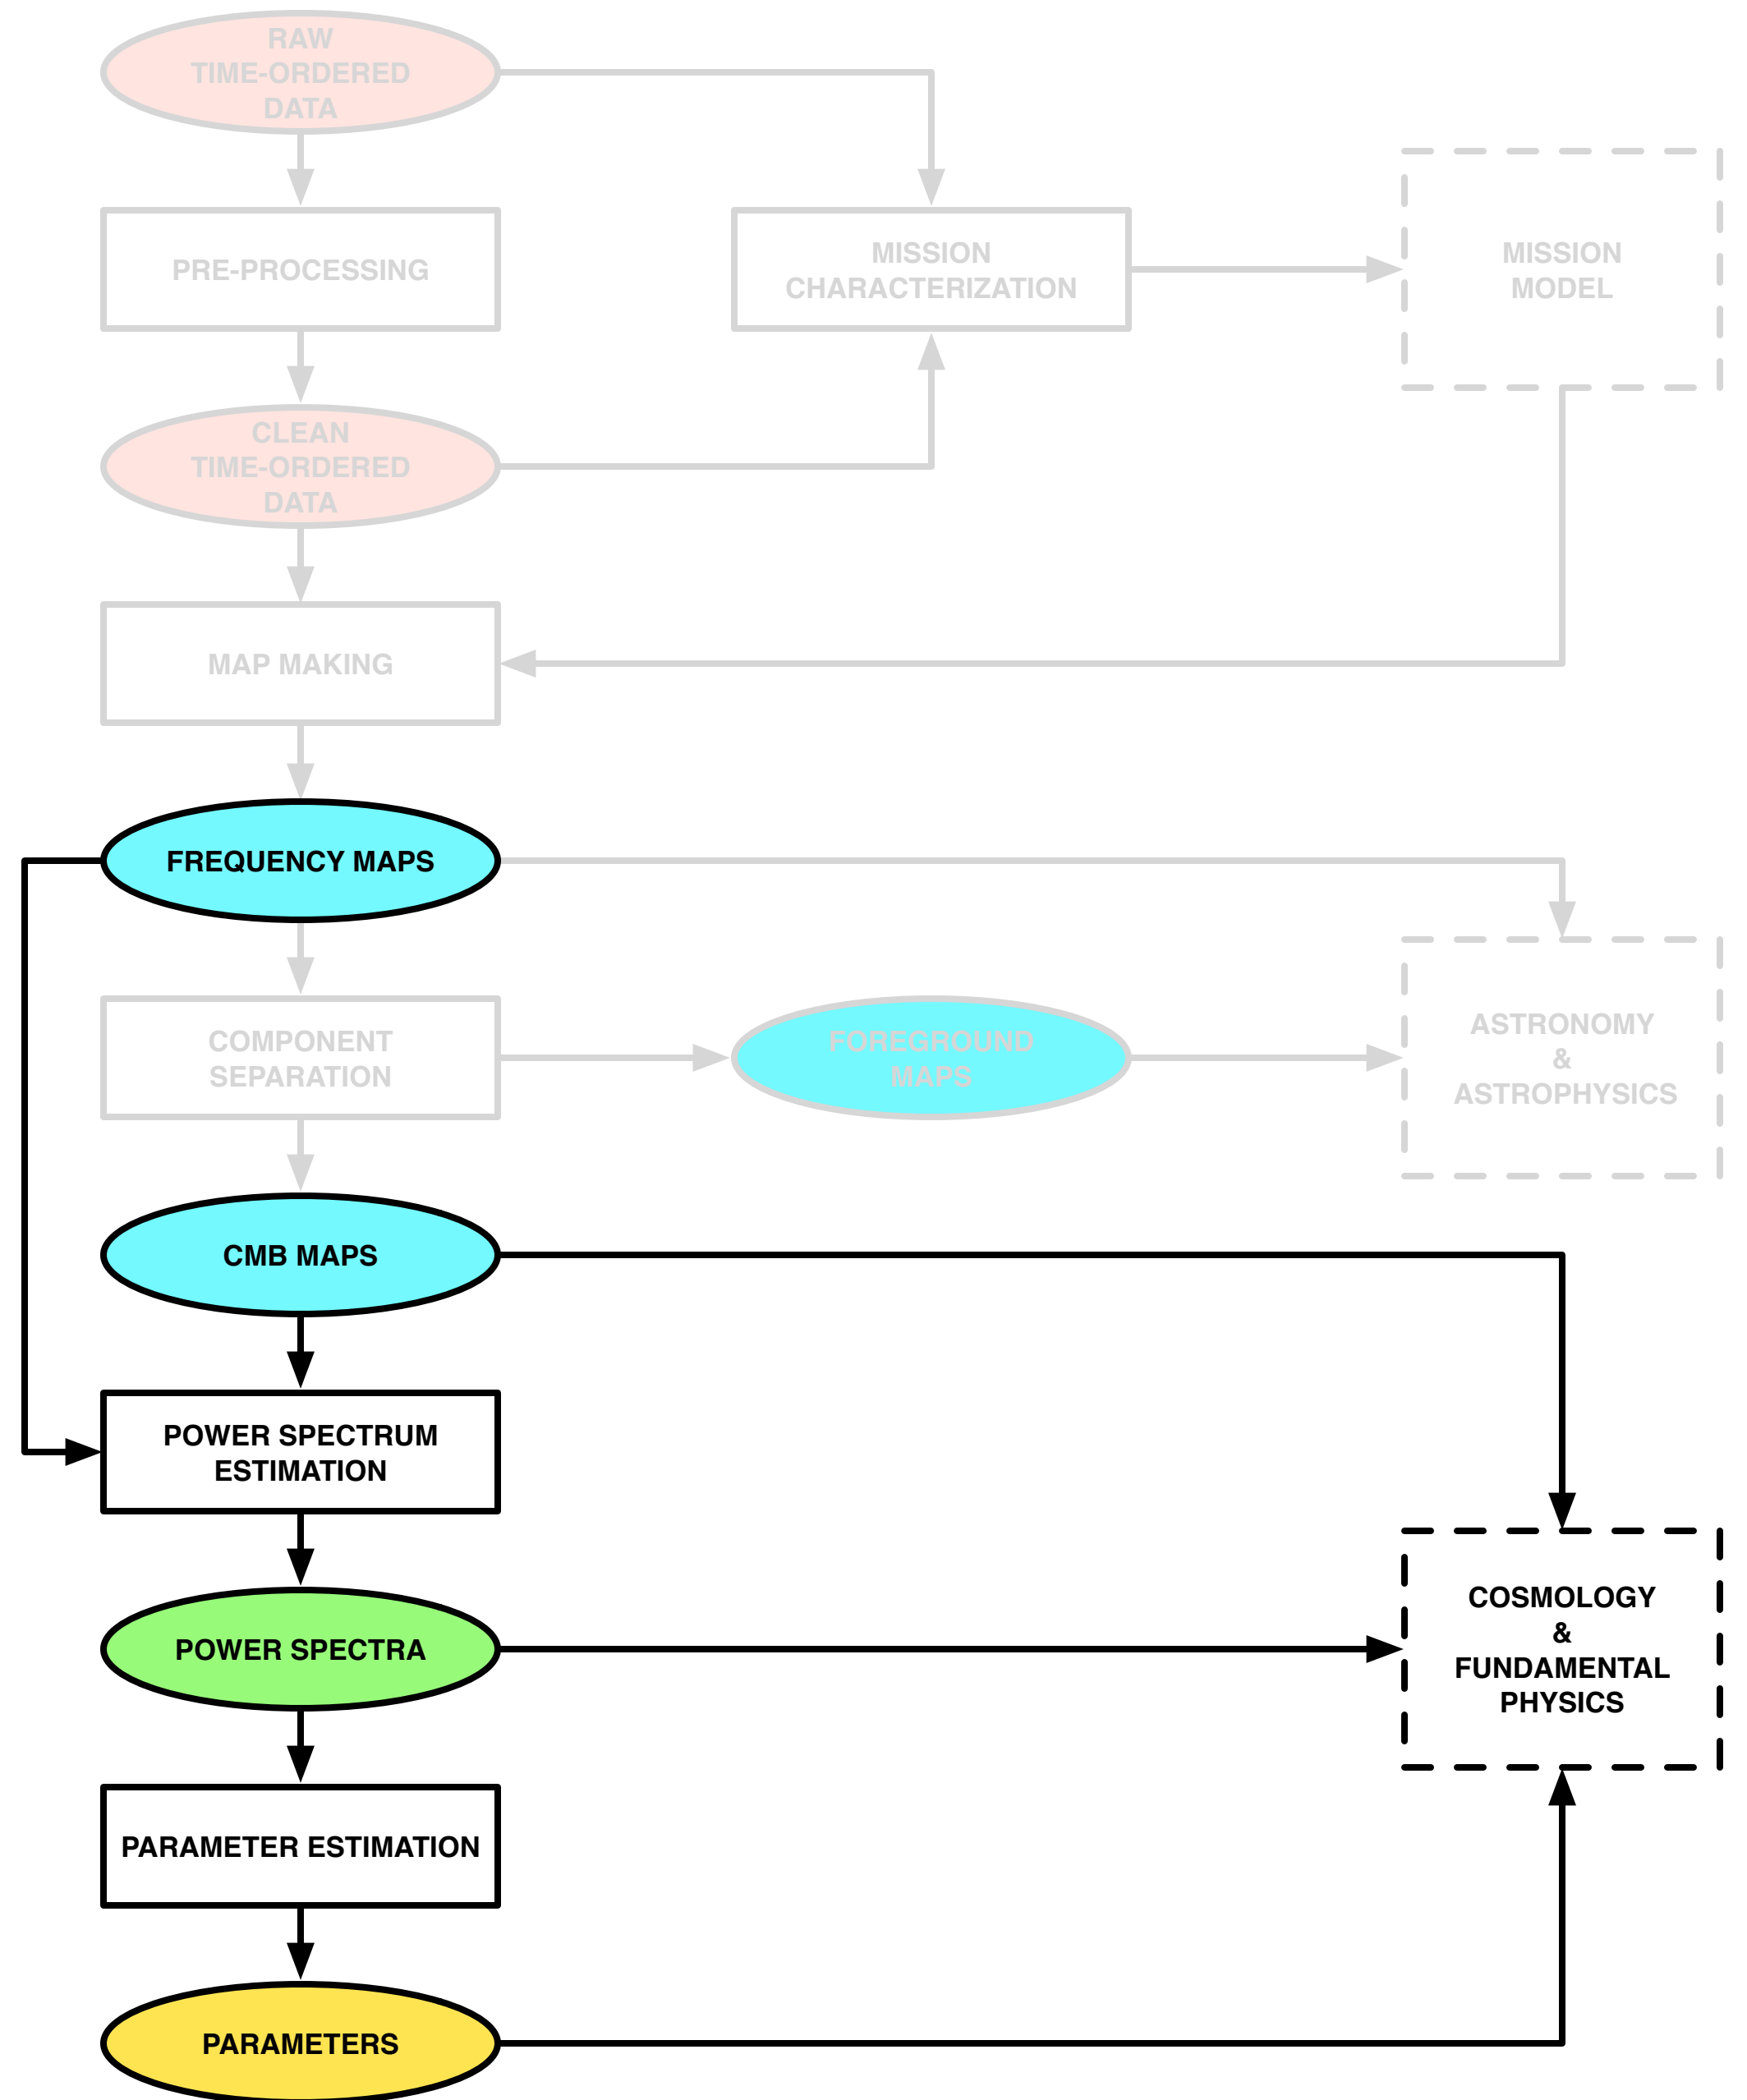 RAW
TIME-ORDERED
DATA
PRE-PROCESSING
MISSION
CHARACTERIZATION
MISSION
MODEL
CLEAN
TIME-ORDERED
DATA
MAP MAKING
FREQUENCY MAPS
COMPONENT
SEPARATION
FOREGROUND
MAPS
ASTRONOMY
&
ASTROPHYSICS
CMB MAPS
POWER SPECTRUM
ESTIMATION
POWER SPECTRA
COSMOLOGY
&
FUNDAMENTAL
PHYSICS
PARAMETER ESTIMATION
PARAMETERS